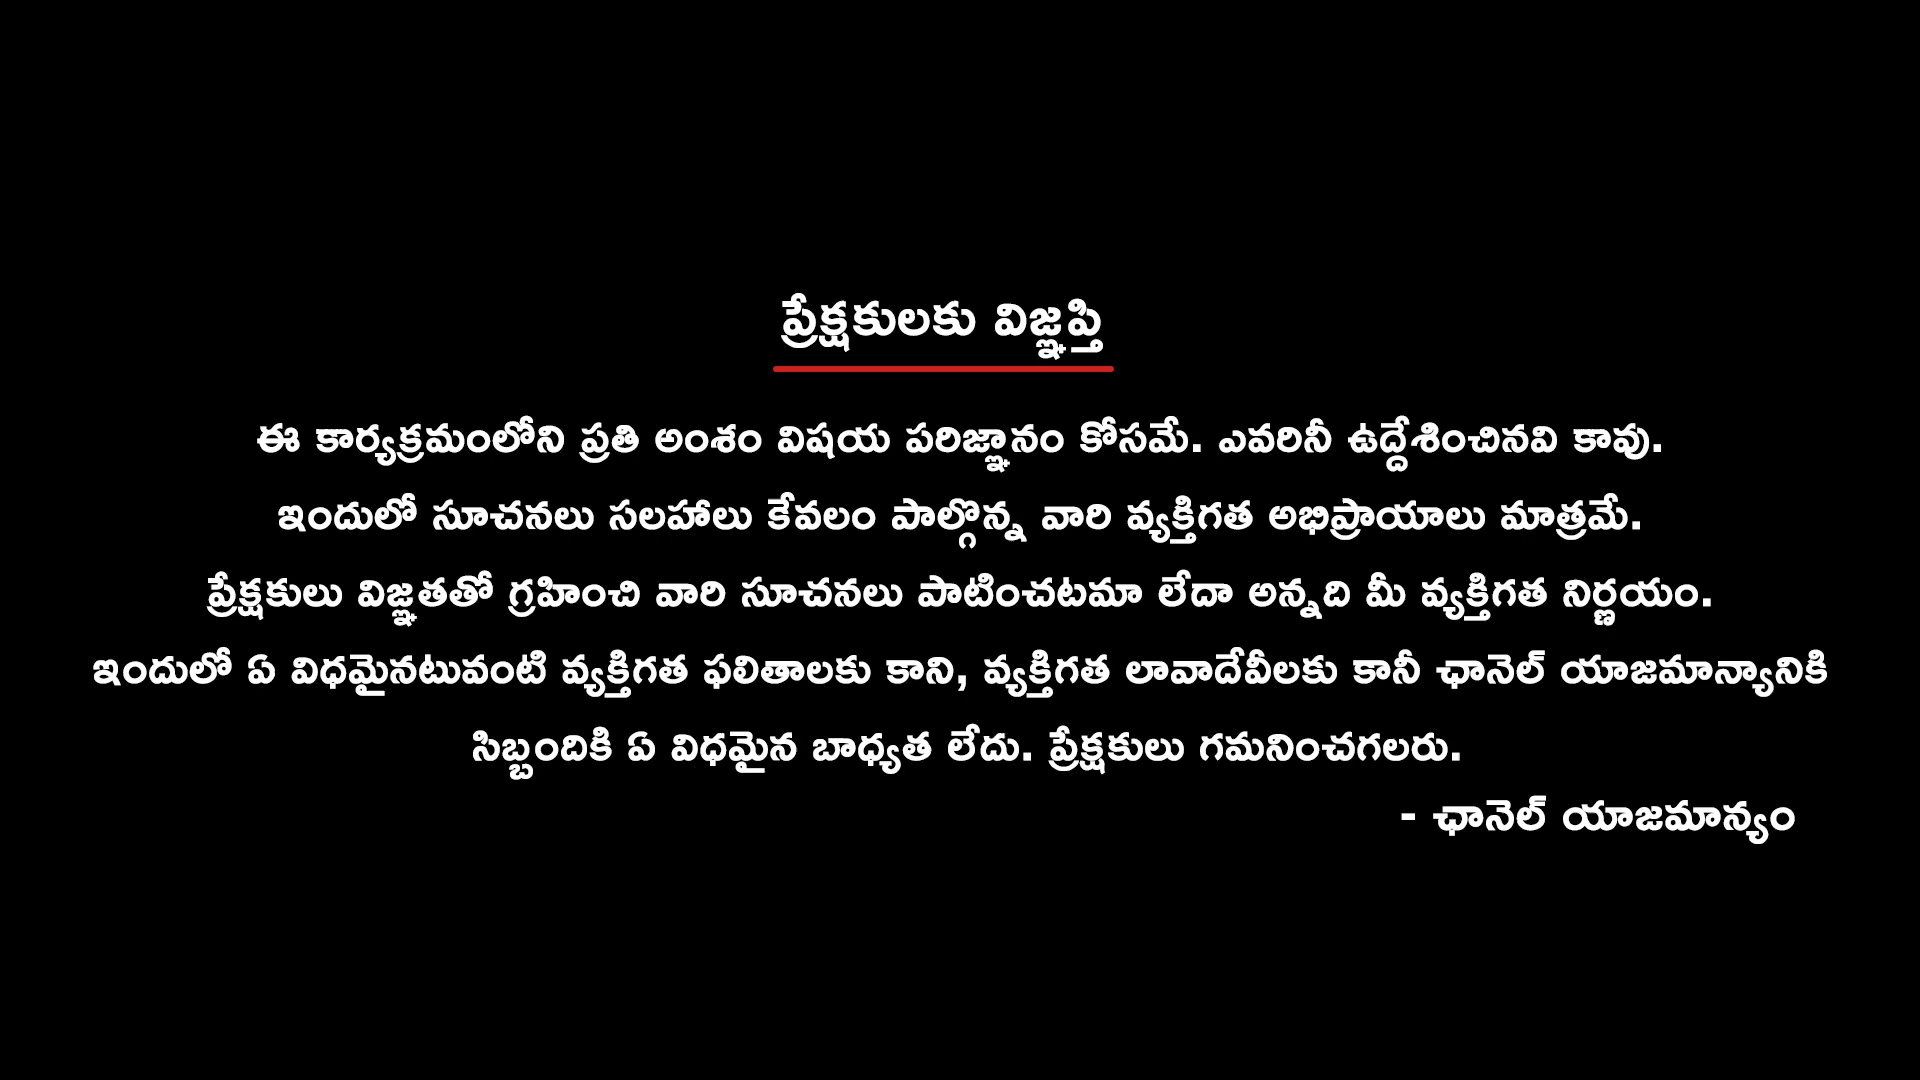 ప్రేక్షకులకు విజ్ఞప్తి
ఈ కార్యక్రమంలోని ప్రతి అంశం విషయ పరిజ్ఞానం కోసమే. ఎవరినీ ఉద్దేశించినవి కావు.
ఇందులో సూచనలు సలహాలు కేవలం పాల్గొన్న వారి వ్యక్తిగత అభిప్రాయాలు మాత్రమే.
ప్రేక్షకులు విజ్ఞతతో గ్రహించి వారి సూచనలు పాటించటమా లేదా అన్నది మీ వ్యక్తిగత నిర్ణయం.
ఇందులో ఏ విధమైనటువంటి వ్యక్తిగత ఫలితాలకు కాని, వ్యక్తిగత లావాదేవీలకు కానీ ఛానెల్ యాజమాన్యానికి
సిబ్బందికి ఏ విధమైన బాధ్యత లేదు. ప్రేక్షకులు గమనించగలరు.
- ఛానెల్ యాజమాన్యం